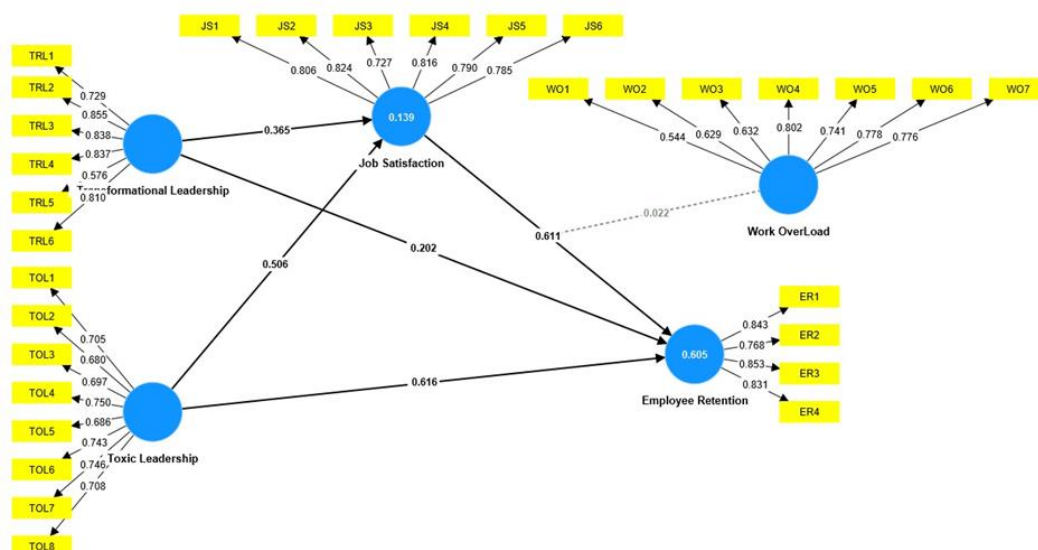 JS1
JS2
JS3
JS4
JS5
JS6
0.806
0.824
0.727
0.816
0.790
0.785
TRL1
TRL2
TRL3
TRL4
TRL5
TRL6
0.729
0.855
0.838
0.837
0.576
0.810
Transformational Leadership
0.139
Job Satisfaction
WO1
WO2
WO3
WO4
WO5
WO6
WO7
0.544
0.629
0.632
0.802
0.741
0.778
0.776
Work OverLoad
0.365
0.506
0.202
0.611
0.022
0.616
TOL1
TOL2
TOL3
TOL4
TOL5
TOL6
TOL7
TOL8
0.705
0.680
0.697
0.750
0.686
0.743
0.746
0.708
Toxic Leadership
0.605
Employee Retention
ER1
ER2
ER3
ER4
0.843
0.768
0.853
0.831